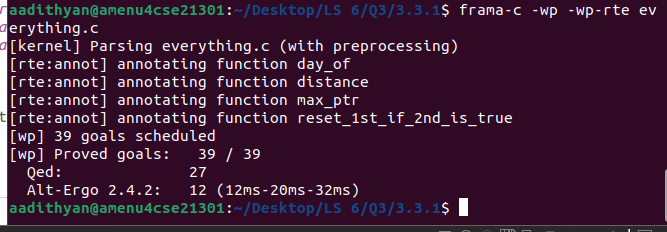 aadithyan@amenu4cse21301:~/Desktop/LS 6/Q3/3.3.1$ frama-c -wp -wp-rte ev
erything.c
[kernel] Parsing everything.c (with preprocessing)
[rte:annot] annotating function day_of
[rte:annot] annotating function distance
[rte:annot] annotating function max_ptr
[rte:annot] annotating function reset_1st_if_2nd_is_true
[wp] 39 goals scheduled
[wp] Proved goals:   39 / 39
  Qed:             27
  Alt-Ergo 2.4.2:  12 (12ms-20ms-32ms)
aadithyan@amenu4cse21301:~/Desktop/LS 6/Q3/3.3.1$